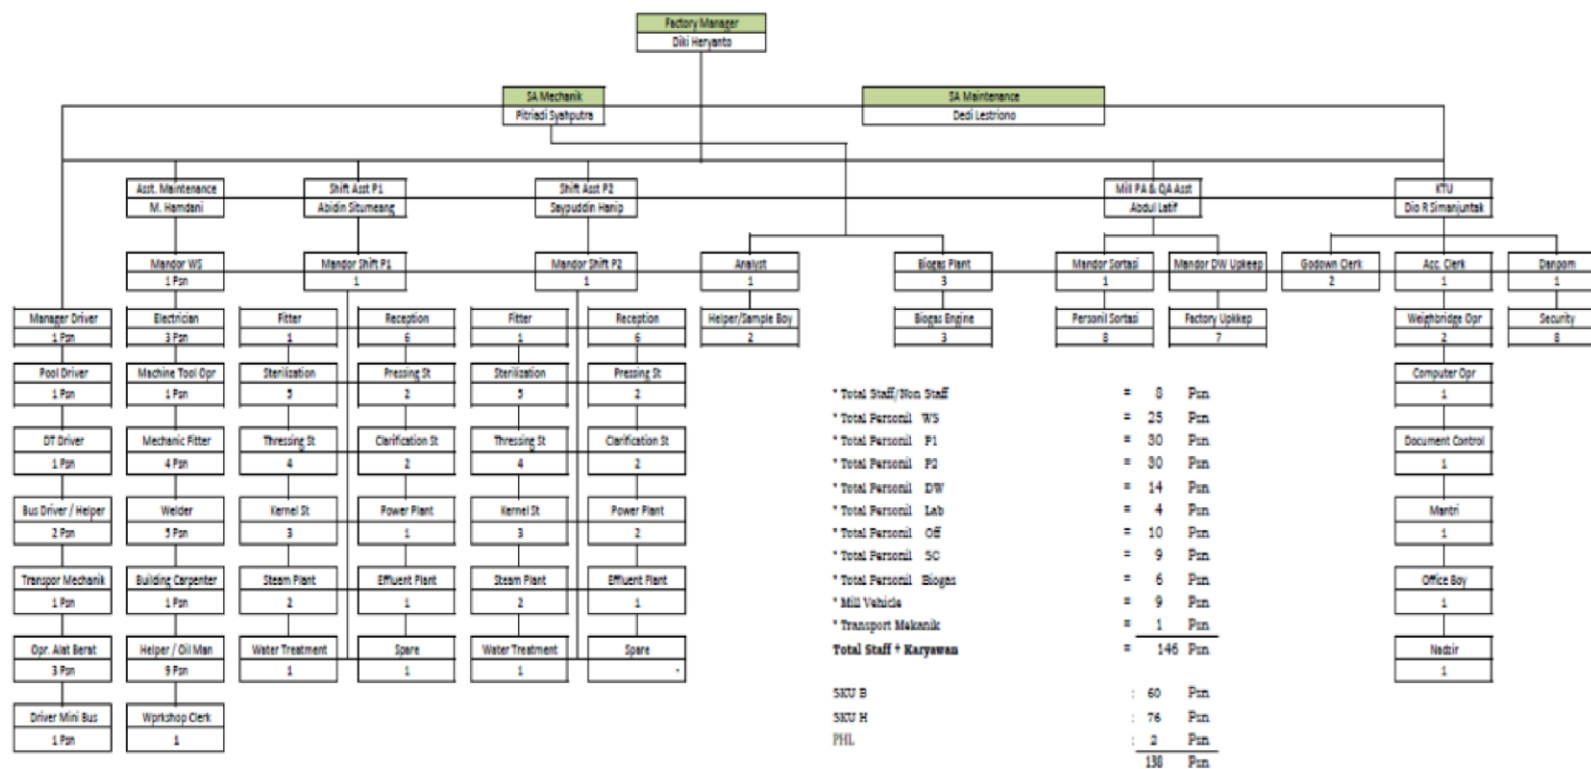 Factory Manager
Diki Heryanto
SA Mechanik
Pitriadi Syahputra
SA Maintenance
Dedi Lestriono
Asst. Maintenance
M. Hamdani
Shift Asst P1
Abidin Situmeang
Shift Asst P2
Saypuddin Hanip
Mill PA & QA Asst
Abdul Latif
KTU
Dio R Simanjuntak
Mandor WS
1 Psn
Mandor Shift P1
1
Mandor Shift P2
1
Analyst
1
Biogas Plant
3
Mandor Sortasi
1
Mandor DW Upkeep
1
Godown Clerk
2
Acc. Clerk
1
Danpom
1
Manager Driver
1 Psn
Electrician
3 Psn
Fitter
1
Reception
6
Fitter
1
Reception
6
Helper/Sample Boy
2
Biogas Engine
3
Personil Sortasi
8
Factory Upkkep
7
Weighbridge Opr
2
Security
8
Pool Driver
1 Psn
Machine Tool Opr
1 Psn
Sterilization
5
Pressing St
2
Sterilization
5
Pressing St
2
Computer Opr
1
DT Driver
1 Psn
Mechanic Fitter
4 Psn
Thressing St
4
Clarification St
2
Thressing St
4
Clarification St
2
Document Control
1
Bus Driver / Helper
2 Psn
Welder
5 Psn
Kernel St
3
Power Plant
1
Kernel St
3
Power Plant
2
Mantri
1
Transpor Mechanik
1 Psn
Building Carpenter
1 Psn
Steam Plant
2
Effluent Plant
1
Steam Plant
2
Effluent Plant
1
Office Boy
1
Opr. Alat Berat
3 Psn
Helper / Oil Man
9 Psn
Water Treatment
1
Spare
1
Water Treatment
1
Spare
-
Nadzir
1
Driver Mini Bus
1 Psn
Wprkshop Clerk
1
* Total Staff/Non Staff = 8 Psn
* Total Personil WS = 25 Psn
* Total Personil P1 = 30 Psn
* Total Personil P2 = 30 Psn
* Total Personil DW = 14 Psn
* Total Personil Lab = 4 Psn
* Total Personil Off = 10 Psn
* Total Personil SC = 9 Psn
* Total Personil Biogas = 6 Psn
* Mill Vehicle = 9 Psn
* Transport Mekanik = 1 Psn
Total Staff + Karyawan = 146 Psn
SKU B : 60 Psn
SKU H : 76 Psn
PHL : 2 Psn
138 Psn